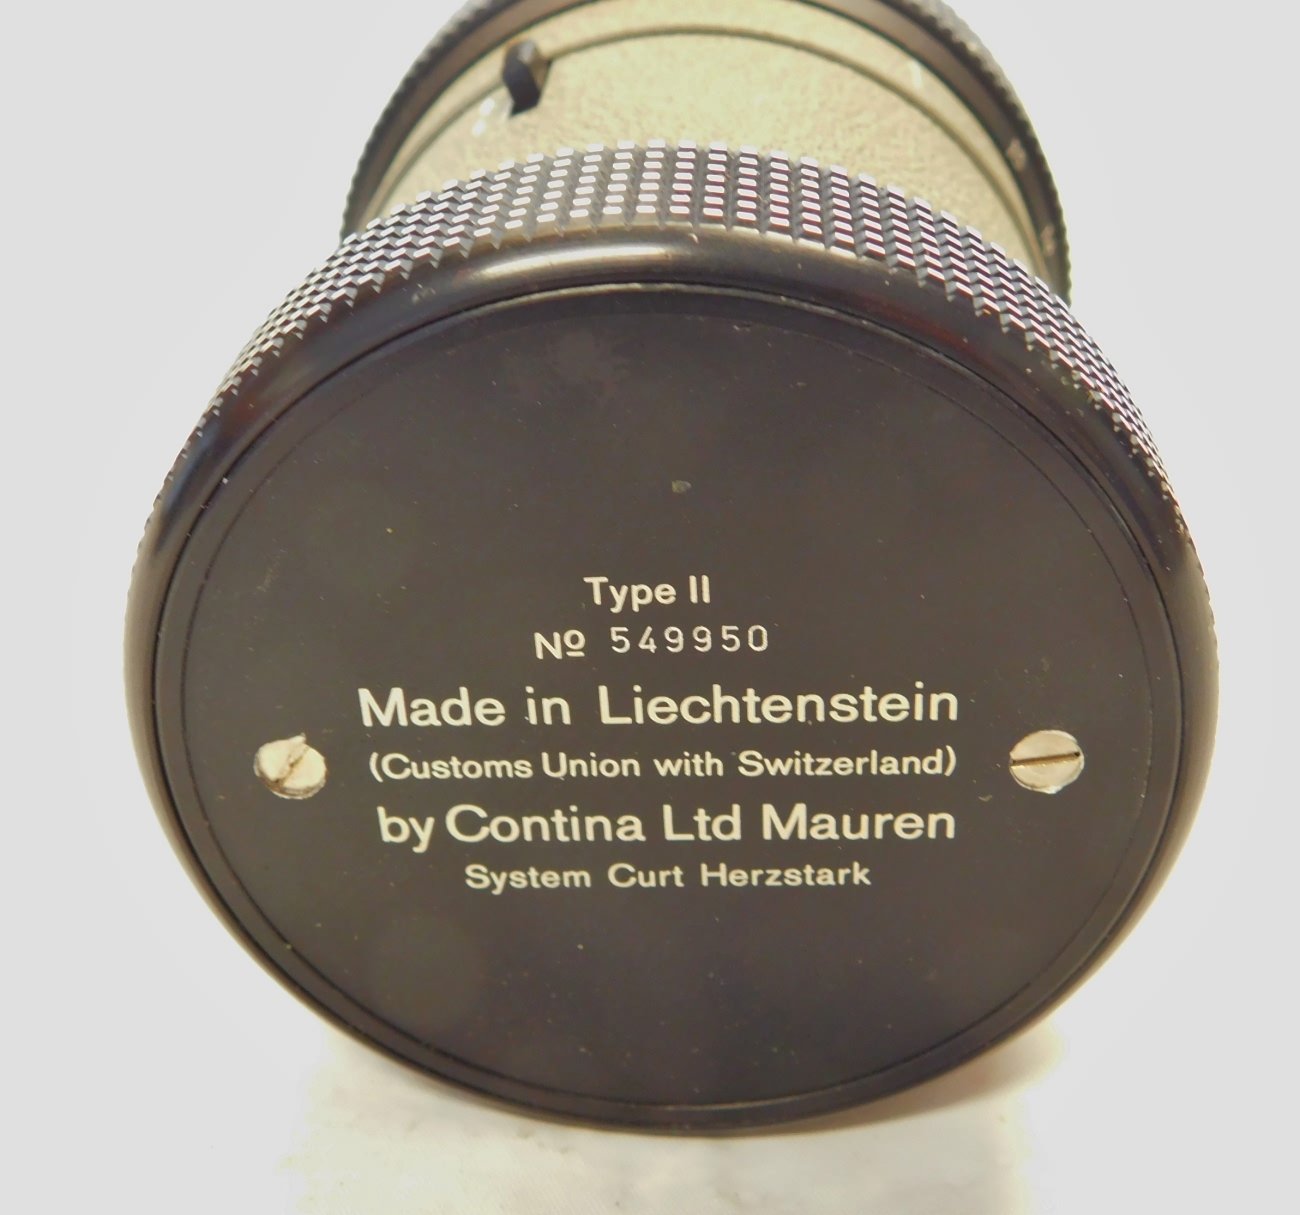 Type II
Nº 549950
Made in Liechtenstein
(Customs Union with Switzerland)
by Contina Ltd Mauren
System Curt Herzstark